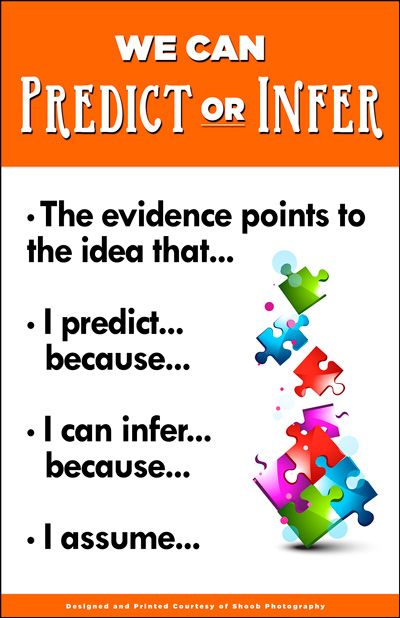 WE CAN
PREDICT OR INFER
• The evidence points to
the idea that...
• I predict...
because...
• I can infer...
because...
• I assume...
Designed and Printed Courtesy of Shoob Photography